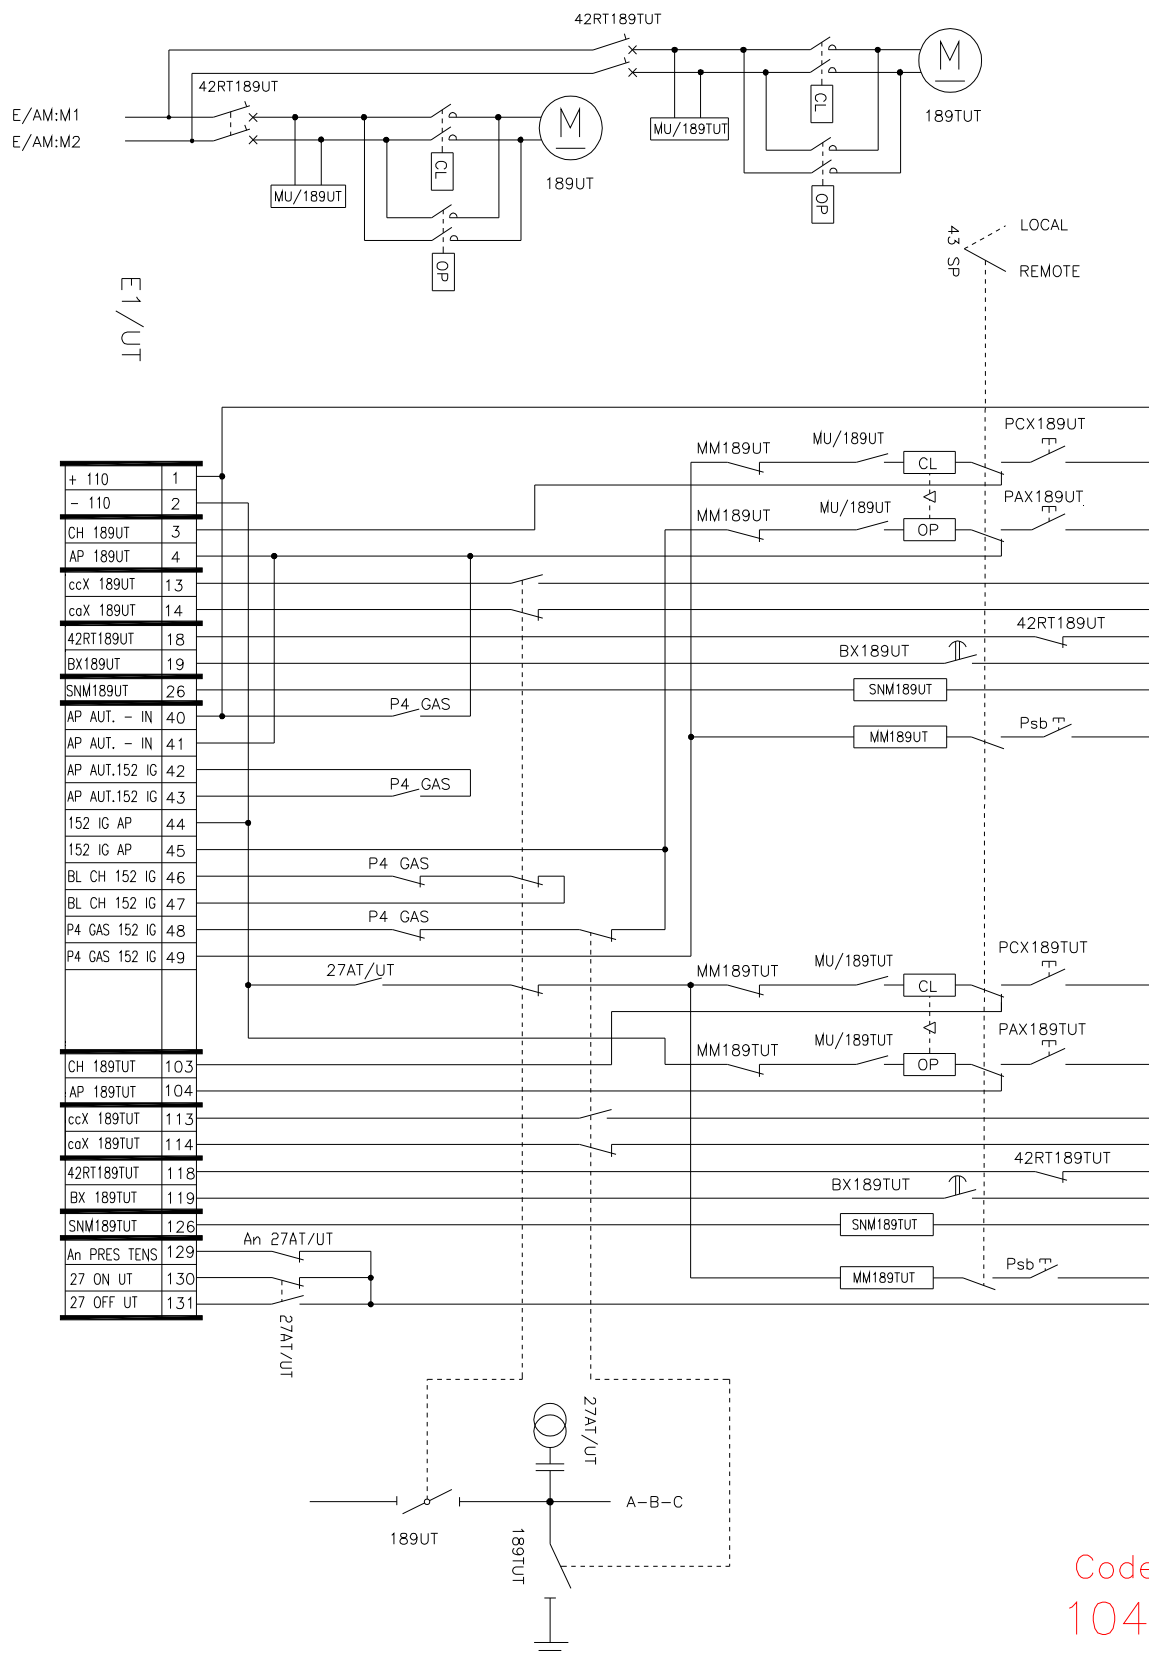 42RT189TUT
M
189TUT
CL
MU/189TUT
OP
42RT189UT
E/AM:M1
E/AM:M2
M
189UT
CL
MU/189UT
OP
E1/UT
43 SP
LOCAL
REMOTE
PCX189UT
MM189UT
MU/189UT
CL
+ 110 1
- 110 2
PAX189UT
MM189UT
MU/189UT
OP
CH 189UT 3
AP 189UT 4
ccX 189UT 13
caX 189UT 14
42RT189UT 18
42RT189UT
BX189UT 19
BX189UT
SNM189UT 26
SNM189UT
AP AUT. - IN 40
P4 GAS
Psb
AP AUT. - IN 41
MM189UT
AP AUT.152 IG 42
AP AUT.152 IG 43
P4 GAS
152 IG AP 44
152 IG AP 45
BL CH 152 IG 46
P4 GAS
BL CH 152 IG 47
P4 GAS 152 IG 48
P4 GAS
P4 GAS 152 IG 49
27AT/UT
MM189TUT
MU/189TUT
CL
PCX189TUT
MM189TUT
MU/189TUT
OP
PAX189TUT
CH 189TUT 103
AP 189TUT 104
ccX 189TUT 113
caX 189TUT 114
42RT189TUT 118
42RT189TUT
BX 189TUT 119
BX189TUT
SNM189TUT 126
SNM189TUT
An PRES TENS 129
An 27AT/UT
27 ON UT 130
Psb
MM189TUT
27 OFF UT 131
27AT/UT
27AT/UT
A-B-C
189UT
189TUT
Code
104